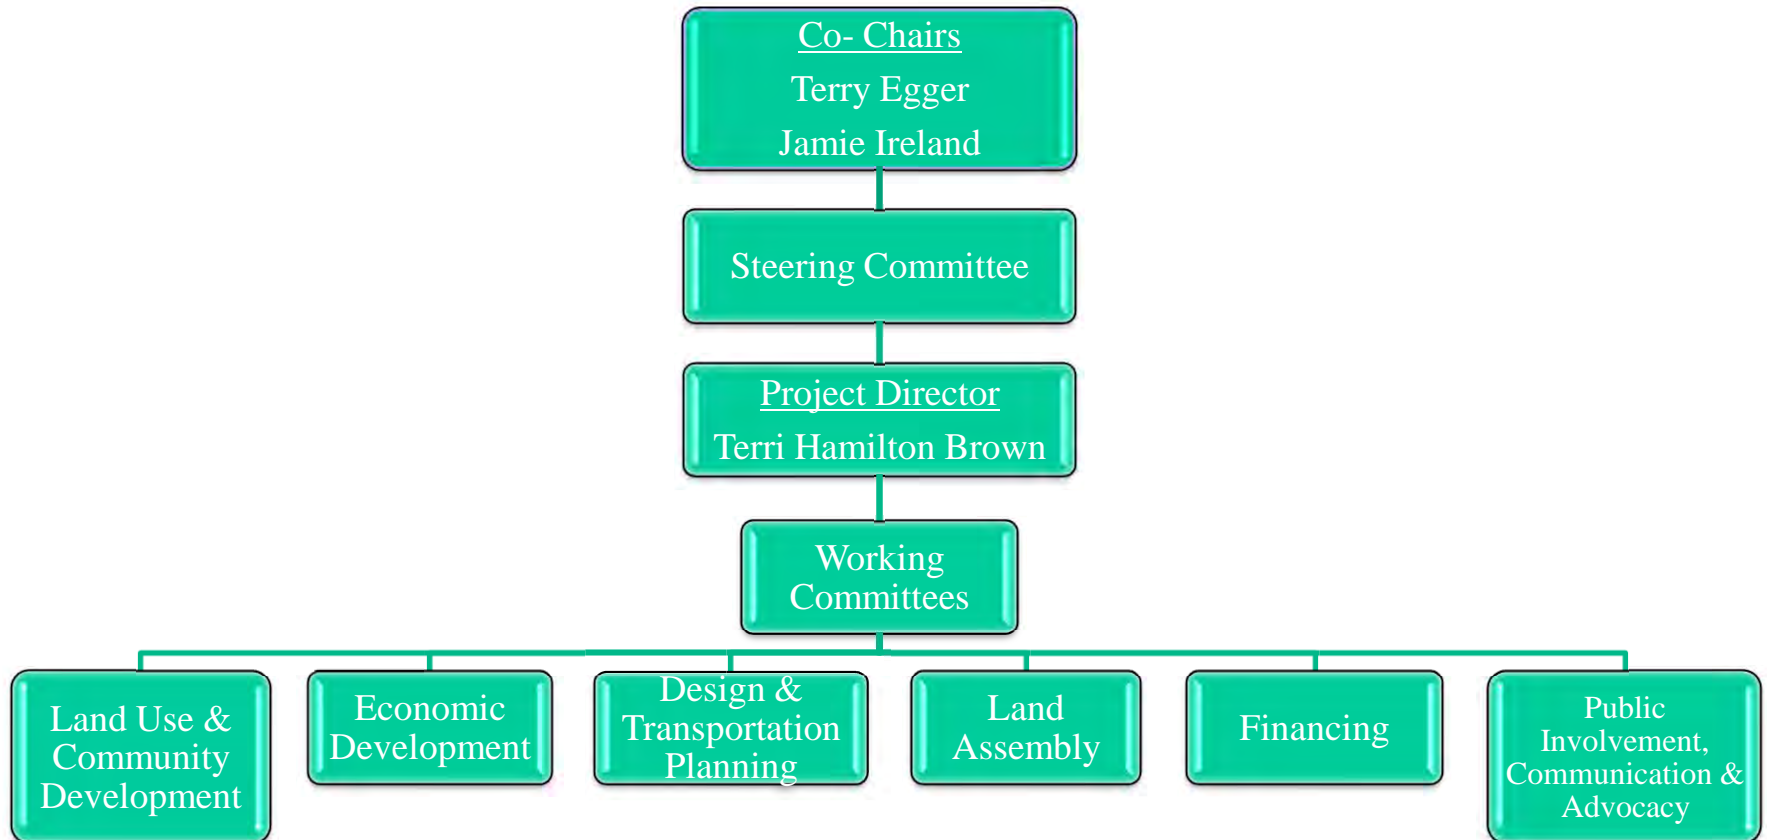 Co- Chairs
Terry Egger
Jamie Ireland
Steering Committee
Project Director
Terri Hamilton Brown
Working
Committees
Land Use &
Community
Development
Economic
Development
Design &
Transportation
Planning
Land
Assembly
Financing
Public
Involvement,
Communication &
Advocacy